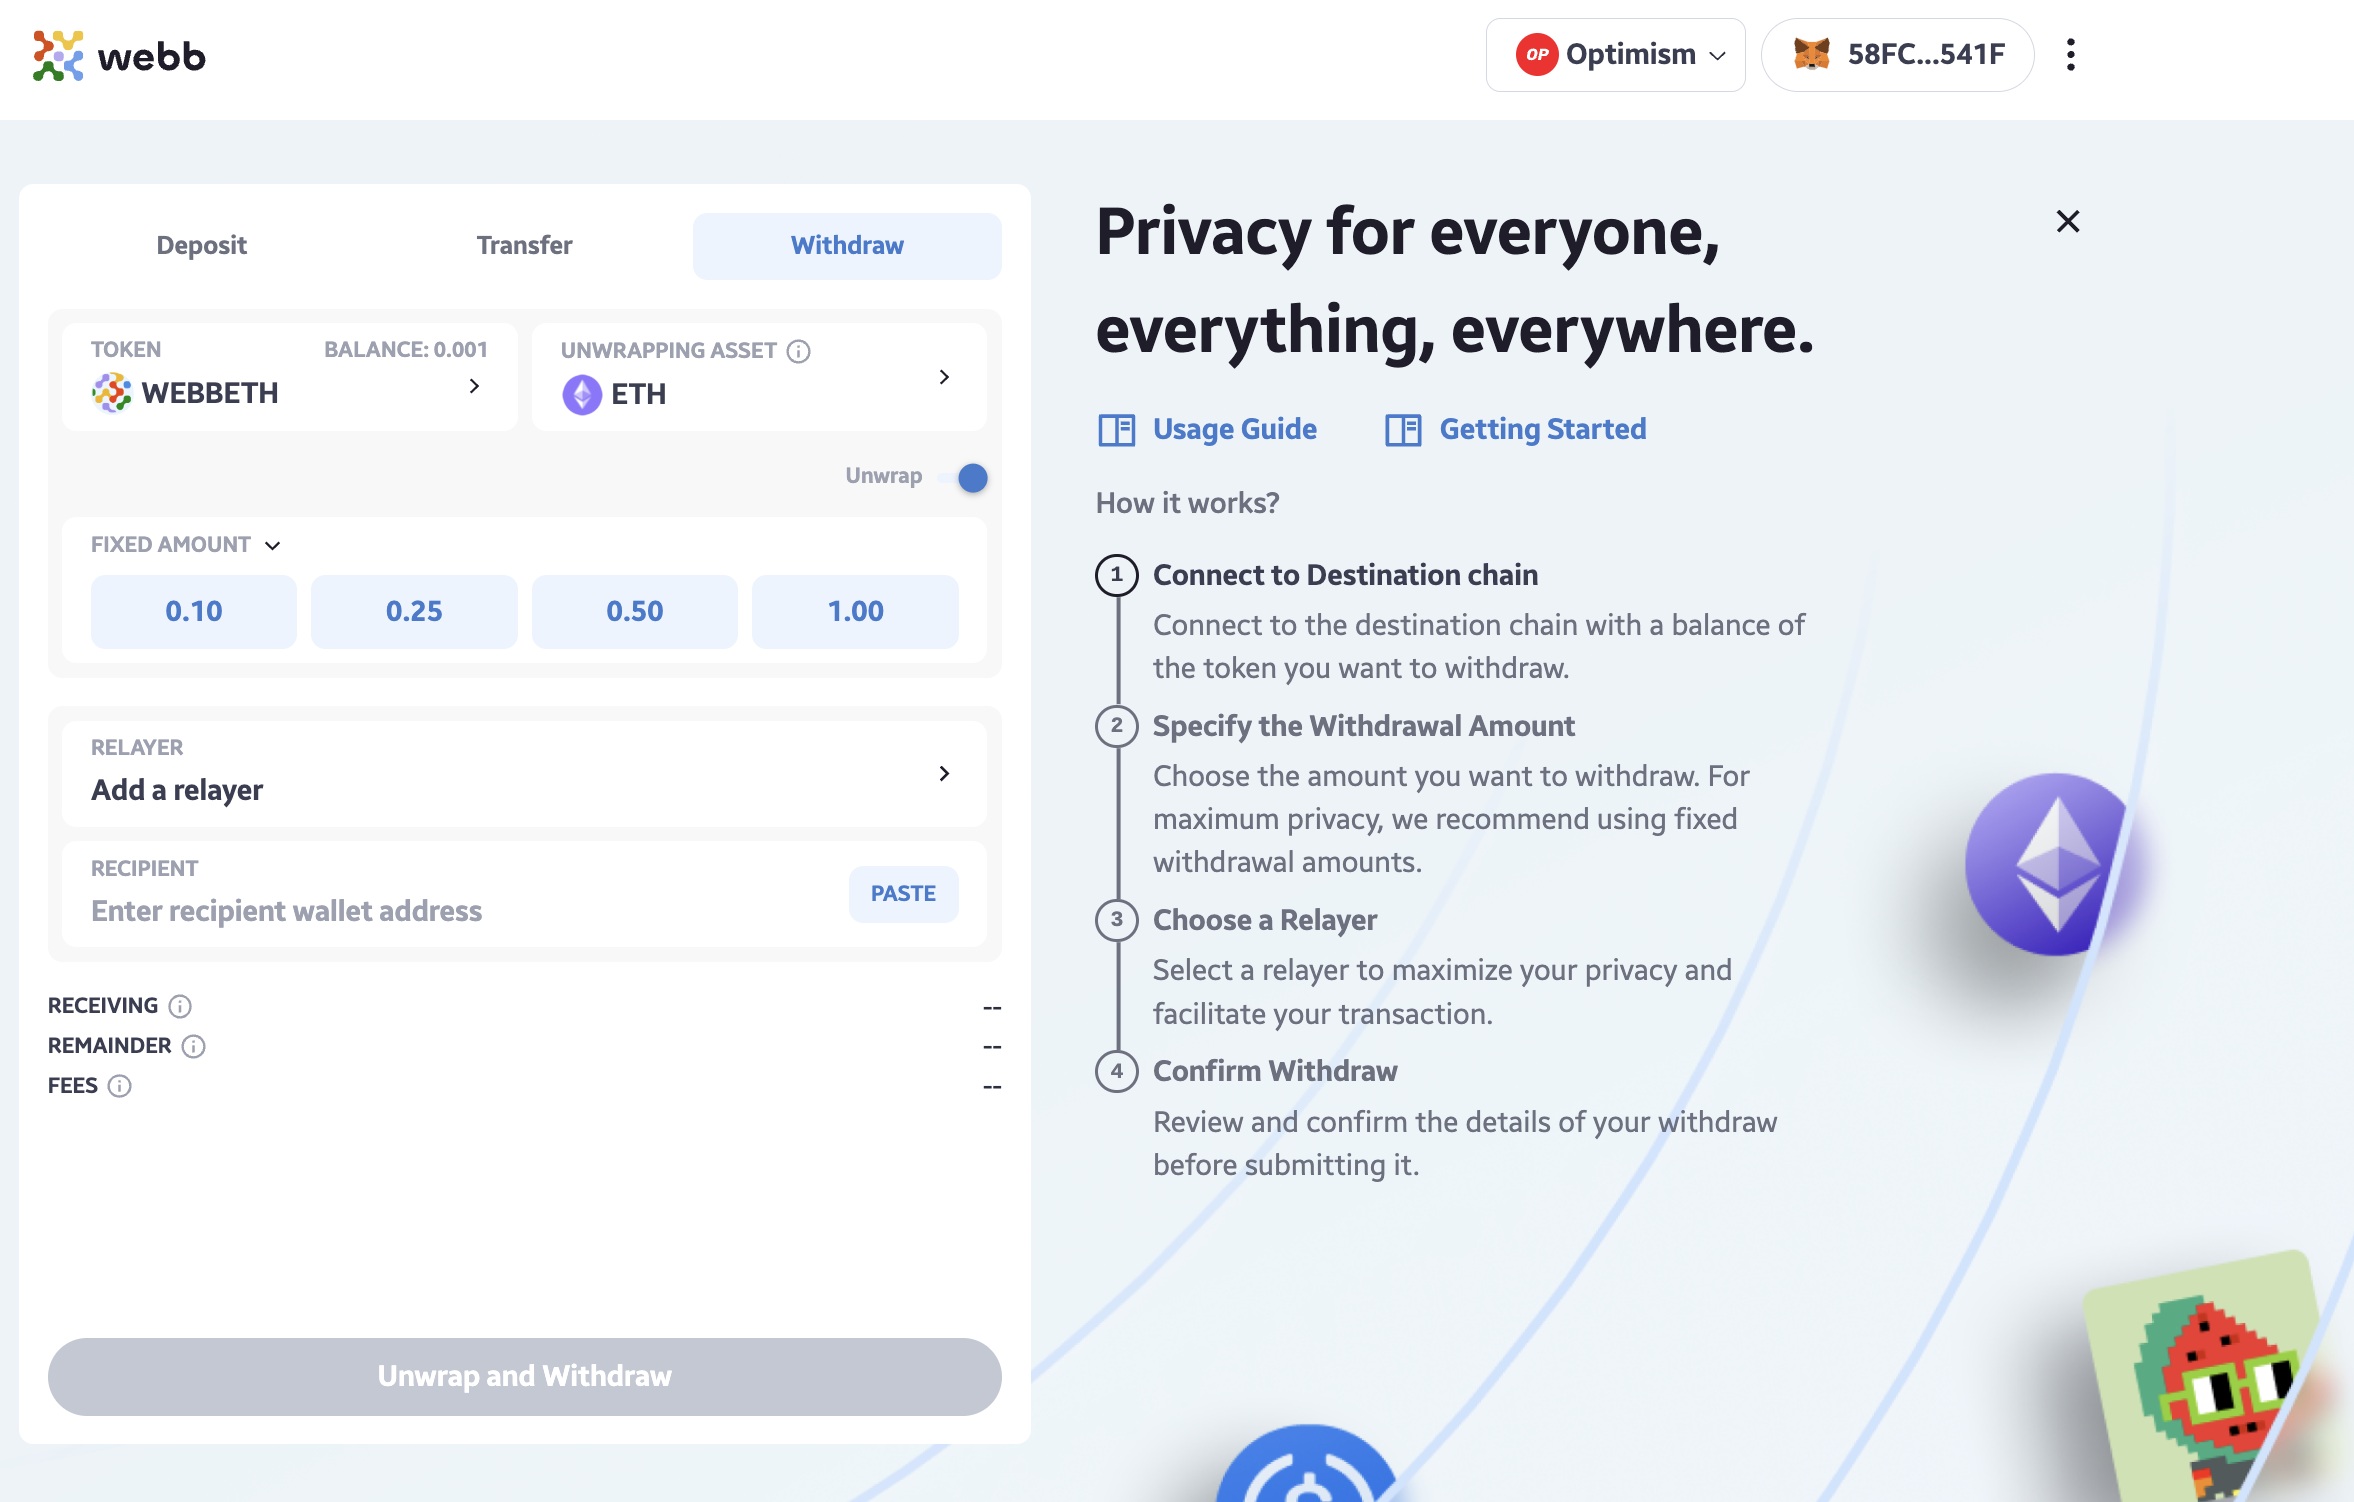 webb
OP Optimism
58FC...541F
Deposit
Transfer
Withdraw
TOKEN
BALANCE: 0.001
WEBBETH
UNWRAPPING ASSET
ETH
Unwrap
FIXED AMOUNT
0.10
0.25
0.50
1.00
RELAYER
Add a relayer
RECIPIENT
Enter recipient wallet address
PASTE
RECEIVING --
REMAINDER --
FEES --
Unwrap and Withdraw
Privacy for everyone,
everything, everywhere.
Usage Guide
Getting Started
How it works?
1 Connect to Destination chain
Connect to the destination chain with a balance of
the token you want to withdraw.
2 Specify the Withdrawal Amount
Choose the amount you want to withdraw. For
maximum privacy, we recommend using fixed
withdrawal amounts.
3 Choose a Relayer
Select a relayer to maximize your privacy and
facilitate your transaction.
4 Confirm Withdraw
Review and confirm the details of your withdraw
before submitting it.